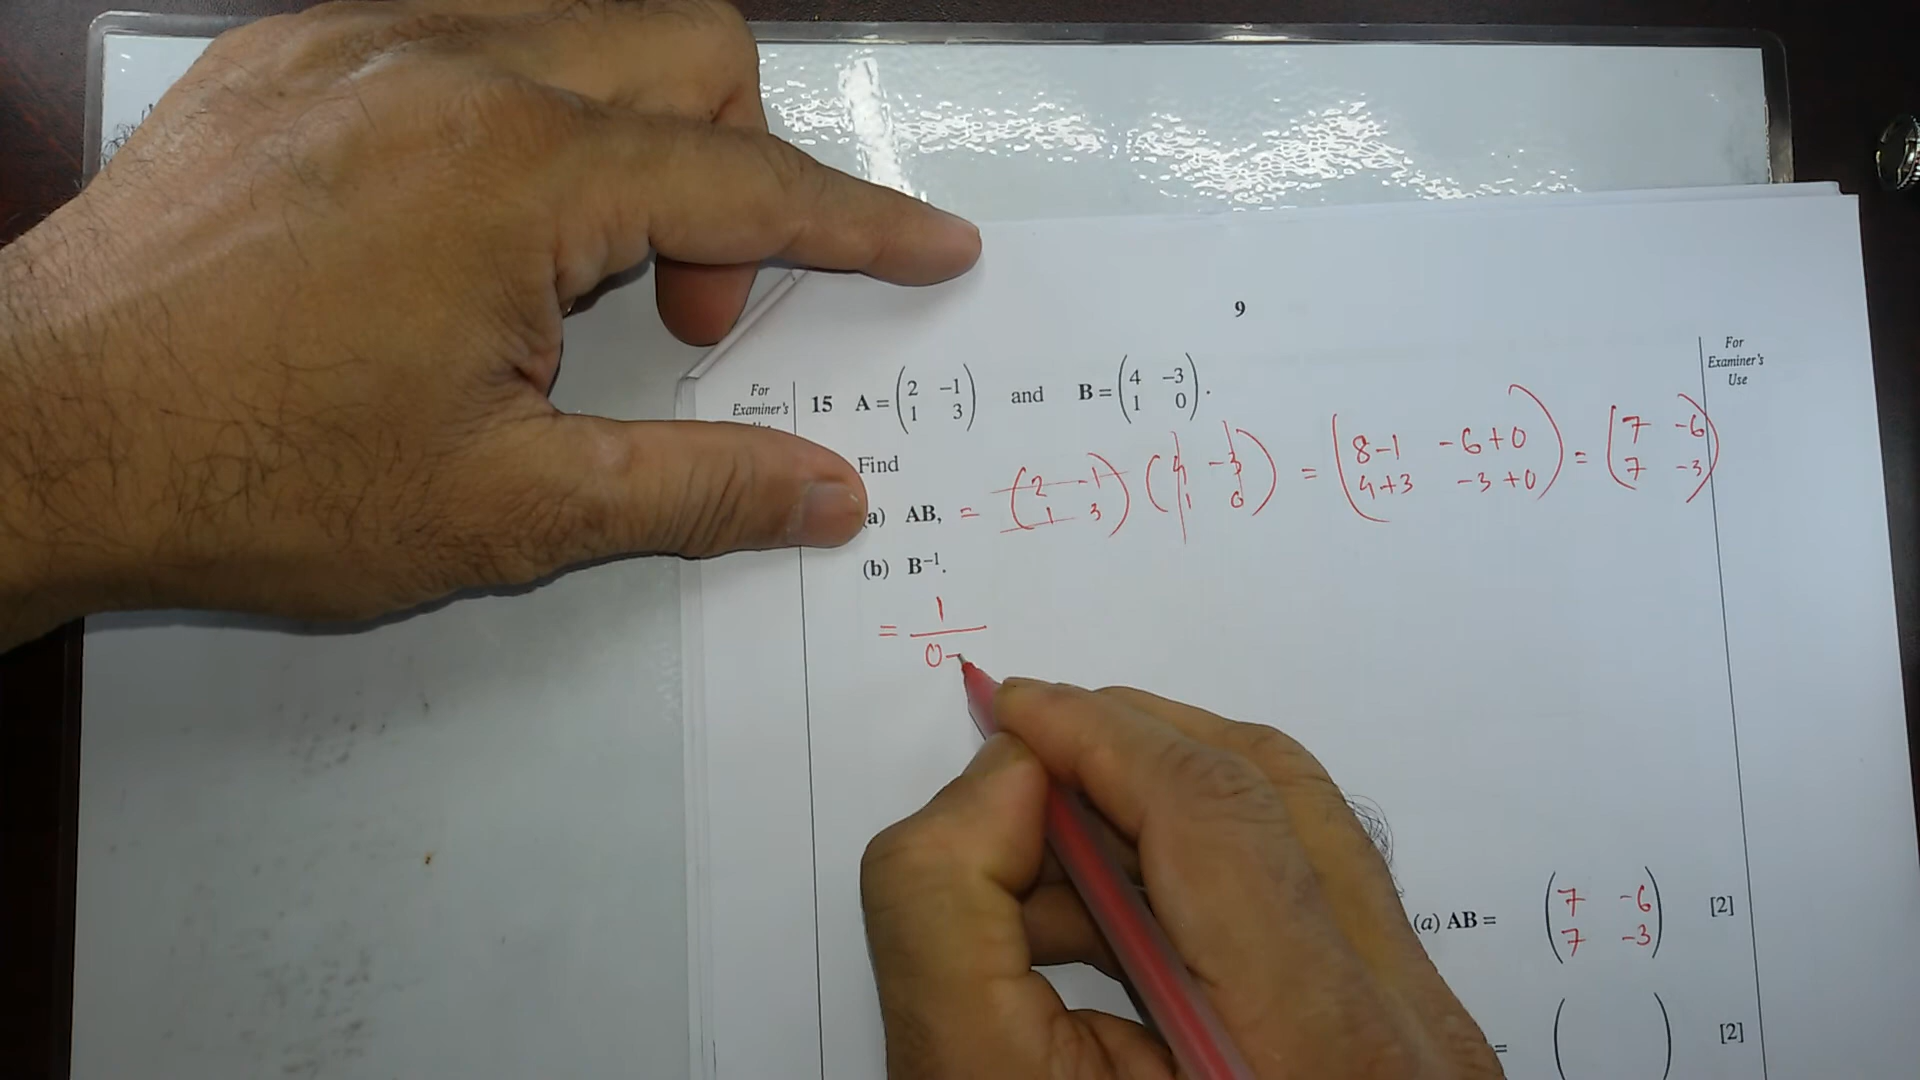 9
For Examiner's
For Examiner's Use
15 A = (2 -1 / 1 3) and B = (4 -3 / 1 0).
Find
(a) AB, = (2 -1 / 1 3) (4 -3 / 1 0) = (8-1 -6+0 / 4+3 -3+0) = (7 -6 / 7 -3)
(b) B⁻¹.
= 1 / 0-
(a) AB = (7 -6 / 7 -3) [2]
= ( ) [2]